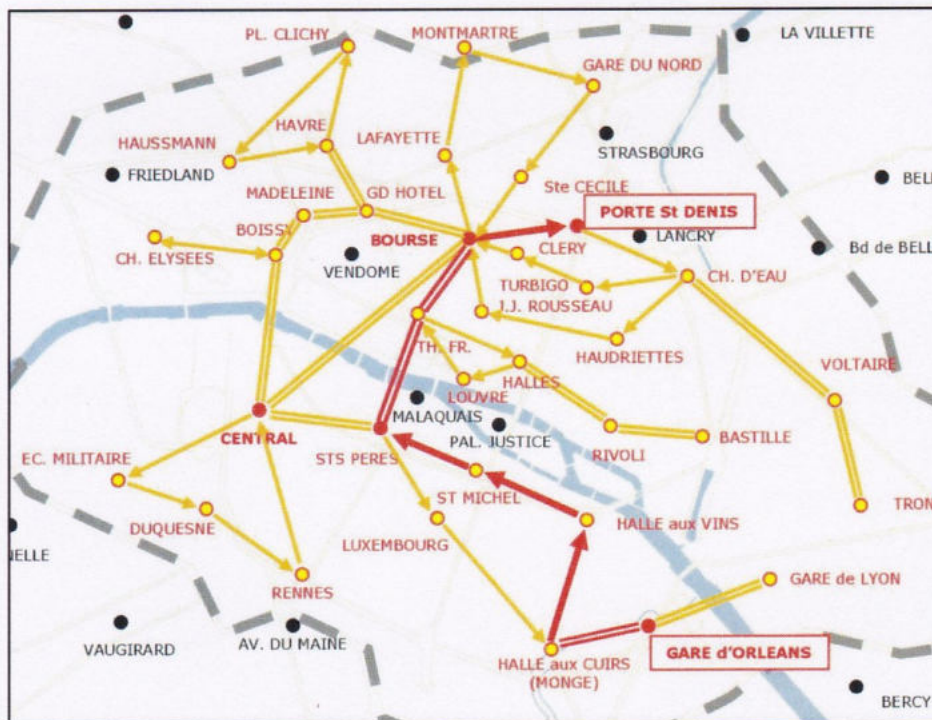 PL. CLICHY
MONTMARTRE
LA VILLETTE
GARE DU NORD
HAUSSMANN
HAVRE
LAFAYETTE
STRASBOURG
FRIEDLAND
MADELEINE
GD HOTEL
Ste CECILE
BEL
BOISSY
BOURSE
PORTE St DENIS
CH. ELYSEES
VENDOME
CLERY
LANCRY
Bd de BELL
TURBIGO
CH. D'EAU
J.J. ROUSSEAU
TH. FR.
HAUDRIETTES
HALLES
VOLTAIRE
LOUVRE
MALAQUAIS
CENTRAL
PAL. JUSTICE
RIVOLI
BASTILLE
EC. MILITAIRE
STS PERES
ST MICHEL
TRON
DUQUESNE
LUXEMBOURG
HALLE aux VINS
NELLE
RENNES
GARE de LYON
VAUGIRARD
AV. DU MAINE
HALLE aux CUIRS
(MONGE)
GARE d'ORLEANS
BERCY